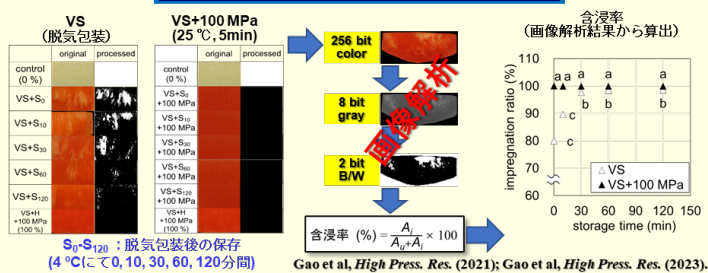 VS
(脱気包装)
original processed
control
(0 %)
VS+S0
VS+S10
VS+S30
VS+S60
VS+S120
VS+H
+100 MPa
(100 %)
VS+100 MPa
(25 ℃, 5min)
original processed
control
(0 %)
VS+S0
+100 MPa
VS+S10
+100 MPa
VS+S30
+100 MPa
VS+S60
+100 MPa
VS+S120
+100 MPa
VS+H
+100 MPa
(100 %)
S0-S120 ：脱気包装後の保存
(4 ℃にて0, 10, 30, 60, 120分間)
256 bit
color
8 bit
gray
2 bit
B/W
画像解析
含浸率 (%) = Ai / Au+Ai × 100
含浸率
(画像解析結果から算出)
impregnation ratio (%)
110
100
90
80
70
60
a a a a a
b b b
c
c
△ VS
▲ VS+100 MPa
0 30 60 90 120 150
storage time (min)
Gao et al, High Press. Res. (2021); Gao et al, High Press. Res. (2023).